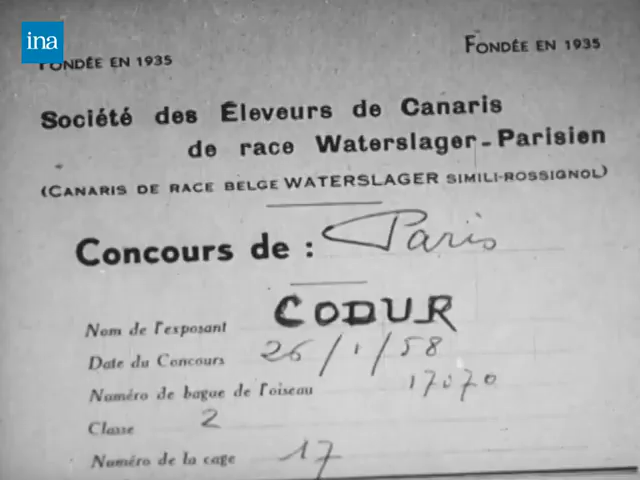 ina
FONDÉE EN 1935
FONDÉE EN 1935
Société des Éleveurs de Canaris
de race Waterslager-Parisien
(CANARIS DE RACE BELGE WATERSLAGER SIMILI-ROSSIGNOL)
Concours de : Paris
Nom de l'exposant CODUR
Date du Concours 26/1/58
Numéro de bague de l'oiseau 17070
Classe 2
Numéro de la cage 17